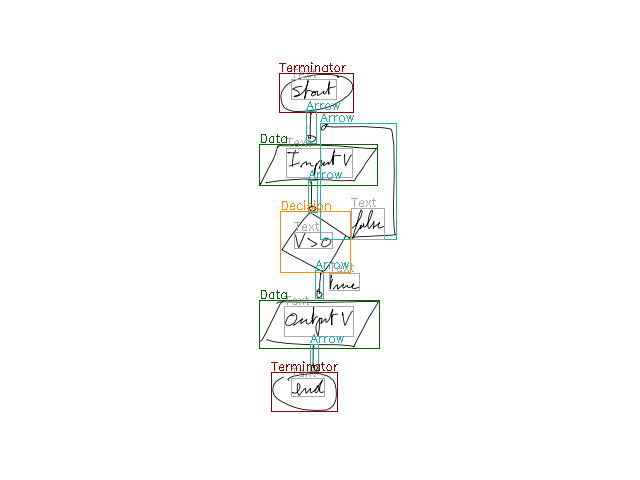 Terminator
Text
Start
Arrow
Arrow
Data
Text
Input V
Arrow
Decision
Text
Text
false
V>0
Arrow
Text
true
Data
Text
Output V
Arrow
Terminator
Text
end